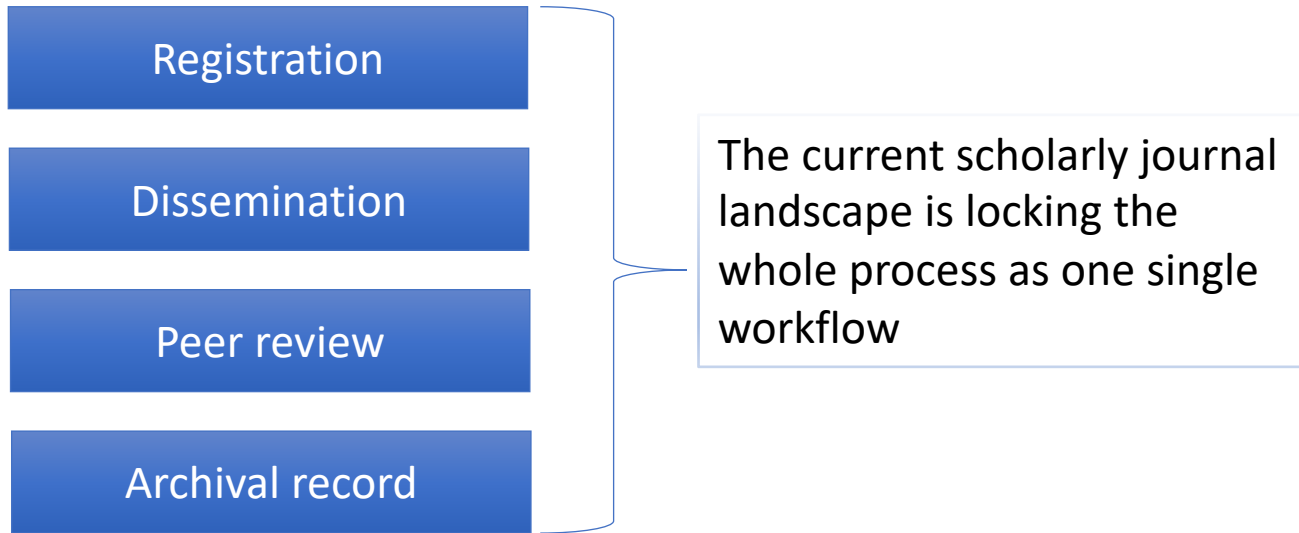 Registration
Dissemination
Peer review
Archival record
The current scholarly journal
landscape is locking the
whole process as one single
workflow